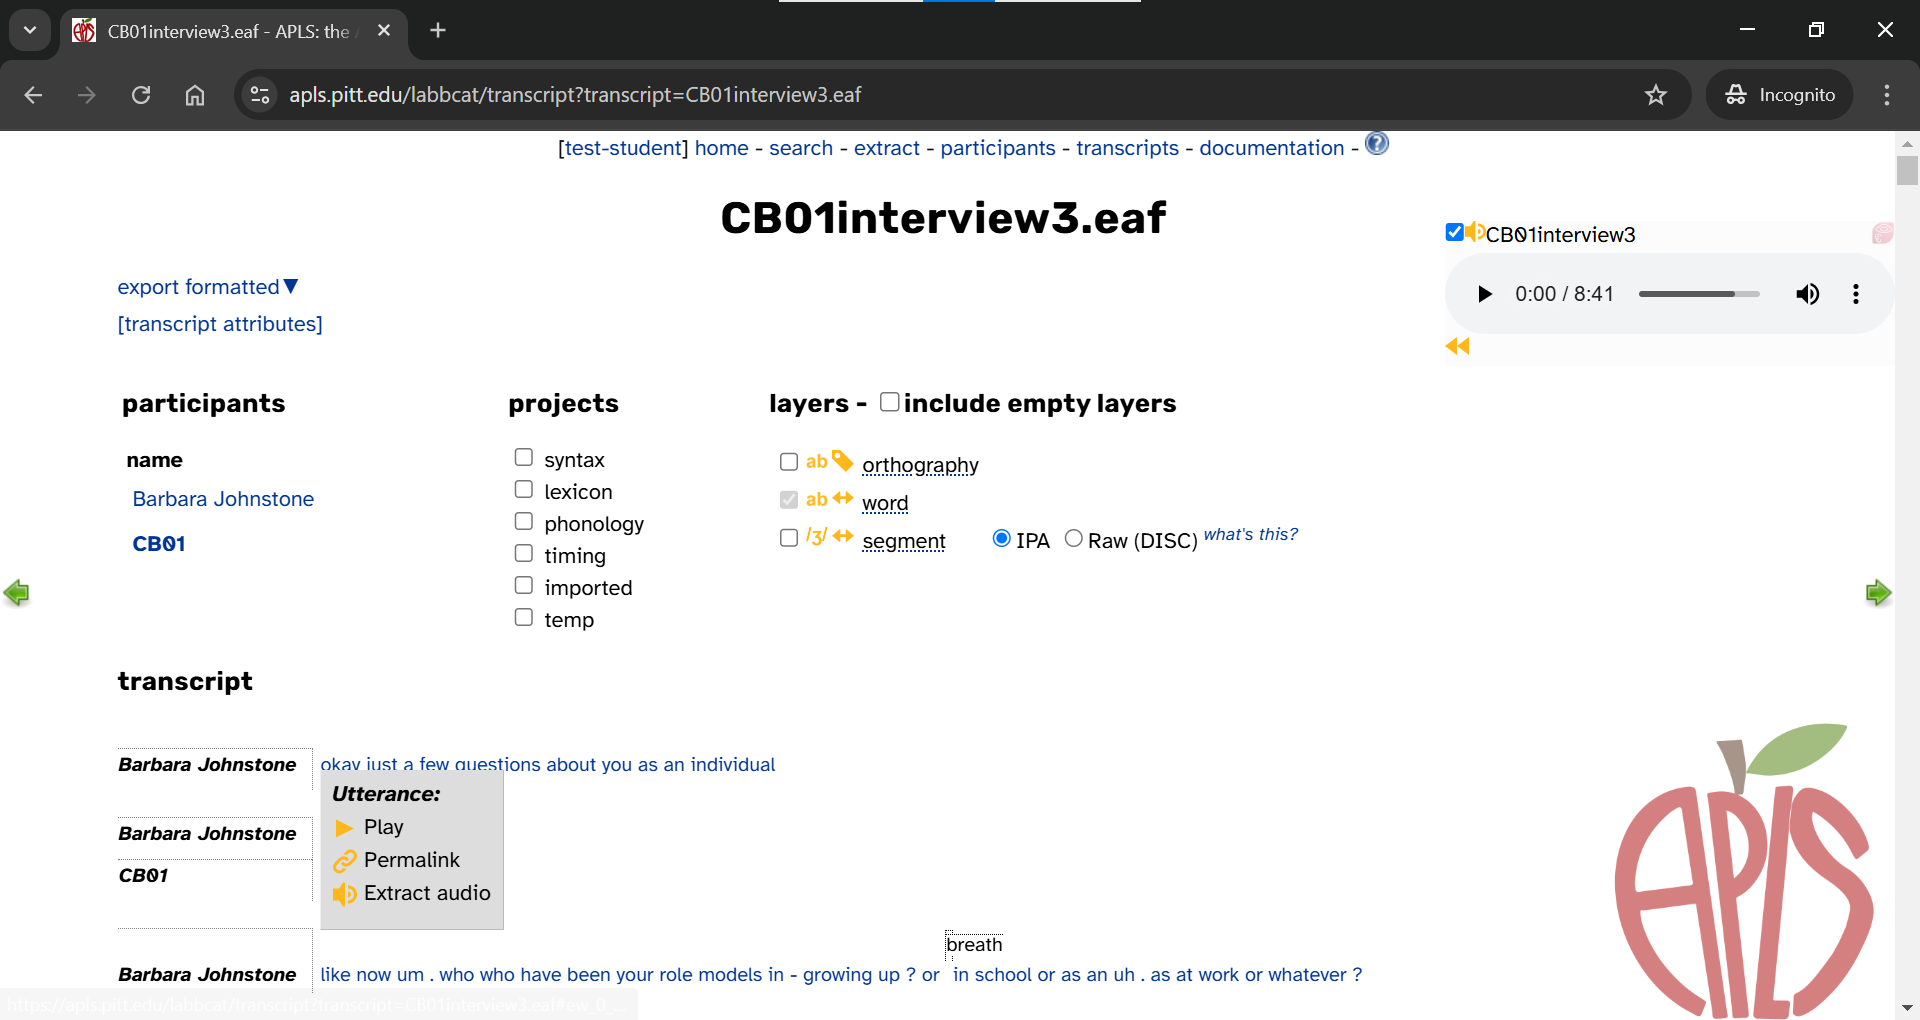 CB01interview3.eaf - APLS: the
apls.pitt.edu/labbcat/transcript?transcript=CB01interview3.eaf
Incognito
[test-student] home - search - extract - participants - transcripts - documentation - ?
CB01interview3.eaf
CB01interview3
0:00 / 8:41
export formatted▼
[transcript attributes]
participants
name
Barbara Johnstone
CB01
projects
syntax
lexicon
phonology
timing
imported
temp
layers - include empty layers
ab orthography
ab word
/ʒ/ segment IPA Raw (DISC) what's this?
transcript
Barbara Johnstone okay just a few questions about you as an individual
Utterance:
Play
Permalink
Extract audio
Barbara Johnstone
CB01
breath
Barbara Johnstone like now um . who who have been your role models in - growing up ? or in school or as an uh . as at work or whatever ?
APLS
https://apls.pitt.edu/labbcat/transcript?transcript=CB01interview3.eaf#ew_0_...